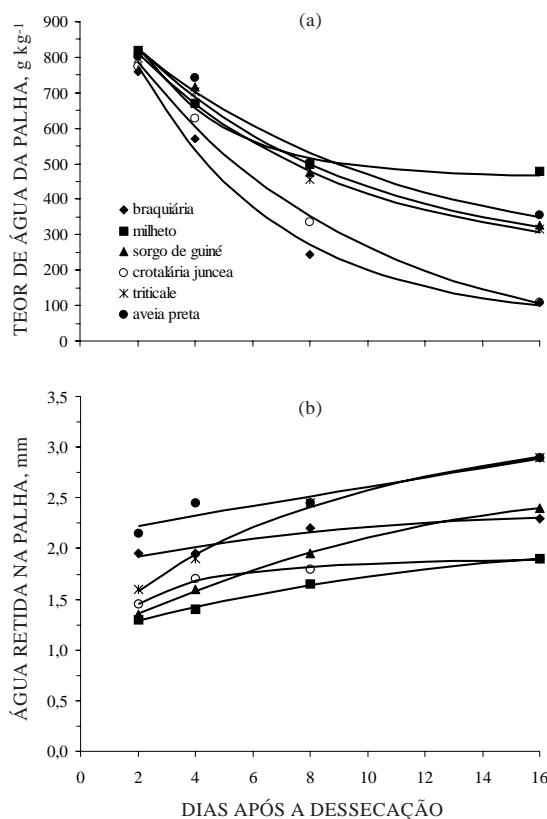 (a)
TEOR DE ÁGUA DA PALHA, g kg-1
900
800
700
600
500
400
300
200
100
0
braquiária
milheto
sorgo de guiné
crotalária juncea
triticale
aveia preta
(b)
ÁGUA RETIDA NA PALHA, mm
3,5
3,0
2,5
2,0
1,5
1,0
0,5
0,0
0 2 4 6 8 10 12 14 16
DIAS APÓS A DESSECAÇÃO